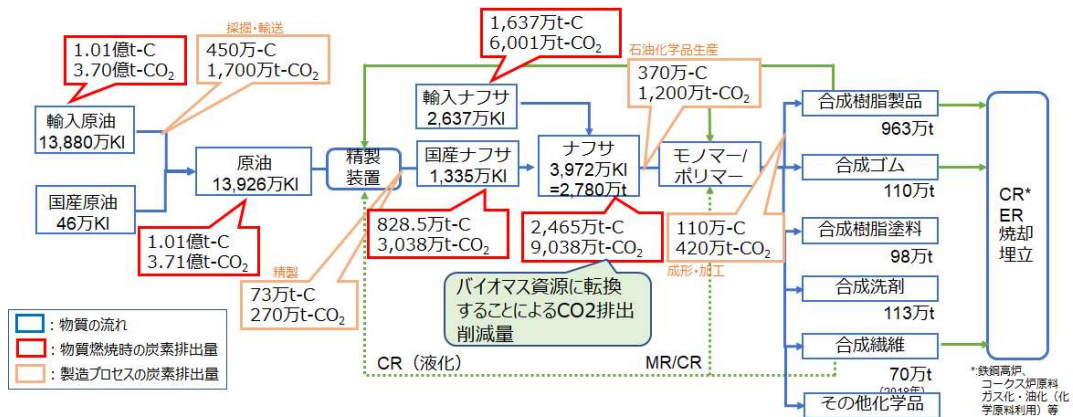 採掘・輸送
1.01億t-C
3.70億t-CO2
450万-C
1,700万t-CO2
1,637万t-C
6,001万t-CO2
石油化学品生産
370万-C
1,200万t-CO2
輸入原油
13,880万Kl
国産原油
46万Kl
原油
13,926万Kl
1.01億t-C
3.71億t-CO2
精製
装置
精製
73万t-C
270万t-CO2
輸入ナフサ
2,637万Kl
国産ナフサ
1,335万Kl
828.5万t-C
3,038万t-CO2
ナフサ
3,972万Kl
=2,780万t
2,465万t-C
9,038万t-CO2
バイオマス資源に転換
することによるCO2排出
削減量
モノマー/
ポリマー
110万-C
420万t-CO2
成形・加工
合成樹脂製品
963万t
合成ゴム
110万t
合成樹脂塗料
98万t
合成洗剤
113万t
合成繊維
70万t
(2018年)
その他化学品
CR*
ER
焼却
埋立
CR（液化）
MR/CR
：物質の流れ
：物質燃焼時の炭素排出量
：製造プロセスの炭素排出量
*:鉄鋼高炉、
コークス炉原料
ガス化・油化（化
学原料利用）等